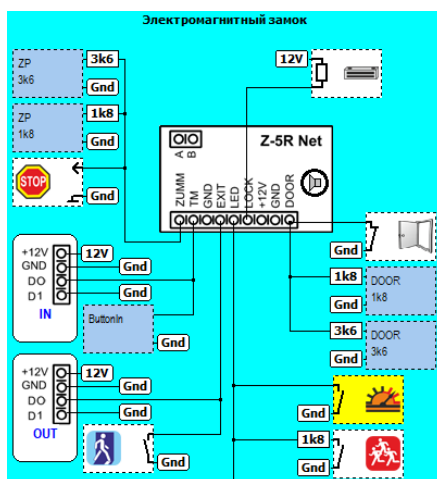 Электромагнитный замок
ZP
3k6
3k6
Gnd
ZP
1k8
1k8
Gnd
STOP
Gnd
12V
Z-5R Net
A
B
ZUMM
TM
GND
EXIT
LED
LOCK
+12V
GND
DOOR
+12V
GND
DO
D1
IN
12V
Gnd
Gnd
ButtonIn
Gnd
+12V
GND
DO
D1
OUT
12V
Gnd
Gnd
Gnd
Gnd
1k8
Gnd
DOOR
1k8
3k6
Gnd
DOOR
3k6
Gnd
1k8
Gnd